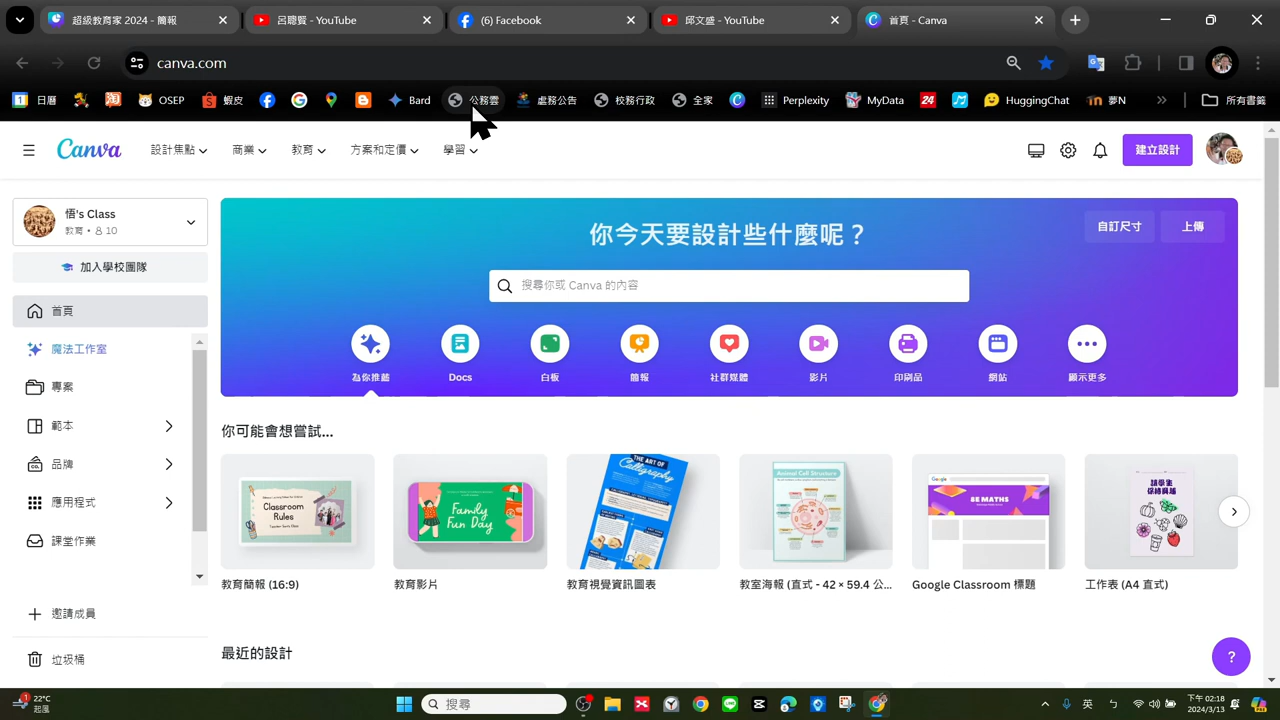 超級教育家 2024 - 簡報
呂聰賢 - YouTube
(6) Facebook
邱文盛 - YouTube
首頁 - Canva
canva.com
日曆
淘
OSEP
蝦皮
Bard
公務雲
處務公告
校務行政
全家
Perplexity
MyData
24
HuggingChat
夢N
所有書籤
Canva
設計焦點
商業
教育
方案和定價
學習
建立設計
悟's Class
教育 • 10
加入學校團隊
首頁
魔法工作室
專案
範本
品牌
應用程式
課堂作業
邀請成員
垃圾桶
你今天要設計些什麼呢？
自訂尺寸
上傳
搜尋你或 Canva 的內容
為你推薦
Docs
白板
簡報
社群媒體
影片
印刷品
網站
顯示更多
你可能會想嘗試...
Classroom
Rules
Family
Fun Day
THE ART OF
Calligraphy
Animal Cell Structure
Google
8E MATHS
教育簡報 (16:9)
教育影片
教育視覺資訊圖表
教室海報 (直式 - 42 × 59.4 公...
Google Classroom 標題
工作表 (A4 直式)
最近的設計
?
1
22°C
起風
搜尋
英
ㄅ
下午 02:18
2024/3/13